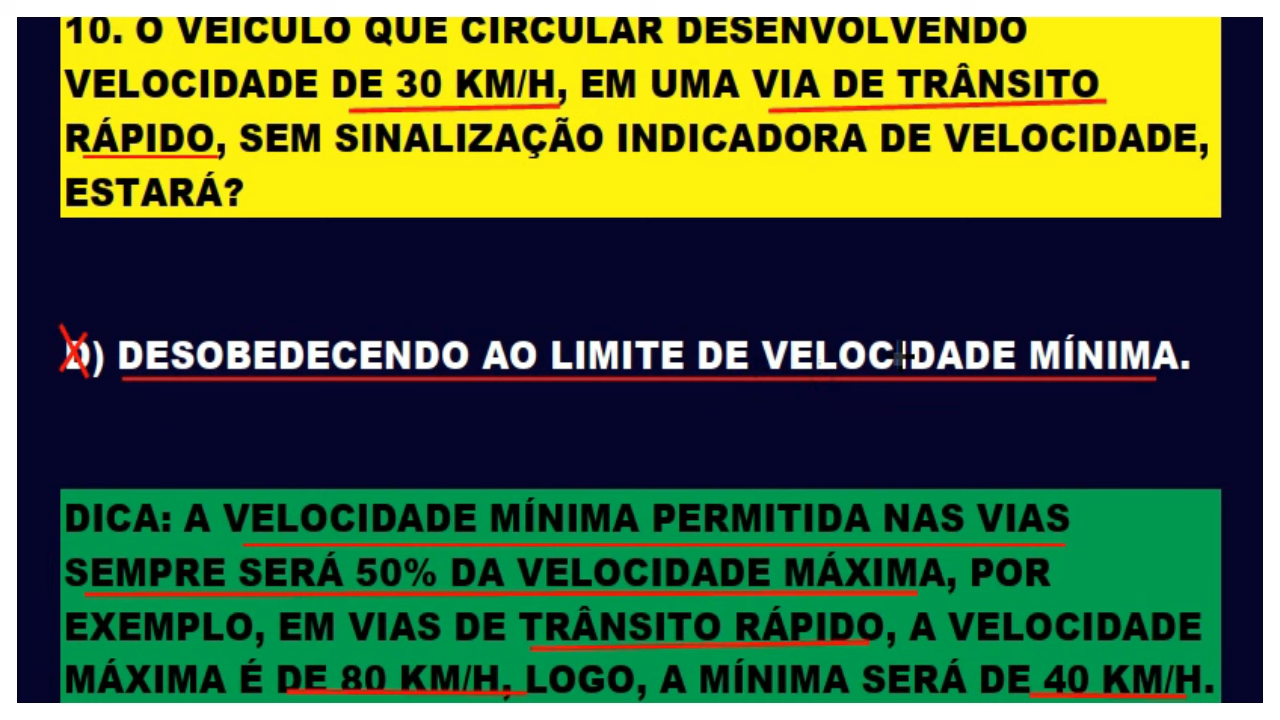 10. O VEÍCULO QUE CIRCULAR DESENVOLVENDO
VELOCIDADE DE 30 KM/H, EM UMA VIA DE TRÂNSITO
RÁPIDO, SEM SINALIZAÇÃO INDICADORA DE VELOCIDADE,
ESTARÁ?
D) DESOBEDECENDO AO LIMITE DE VELOCIDADE MÍNIMA.
DICA: A VELOCIDADE MÍNIMA PERMITIDA NAS VIAS
SEMPRE SERÁ 50% DA VELOCIDADE MÁXIMA, POR
EXEMPLO, EM VIAS DE TRÂNSITO RÁPIDO, A VELOCIDADE
MÁXIMA É DE 80 KM/H, LOGO, A MÍNIMA SERÁ DE 40 KM/H.